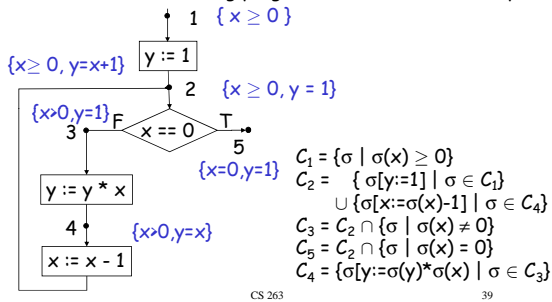 1 { x ≥ 0 }
y := 1
{x≥ 0, y=x+1}
2 {x ≥ 0, y = 1}
{x>0,y=1} F x == 0 T
3
5
{x=0,y=1}
y := y * x
4 {x>0,y=x}
x := x - 1
C1 = {σ | σ(x) ≥ 0}
C2 = { σ[y:=1] | σ ∈ C1}
∪ {σ[x:=σ(x)-1] | σ ∈ C4}
C3 = C2 ∩ {σ | σ(x) ≠ 0}
C5 = C2 ∩ {σ | σ(x) = 0}
C4 = {σ[y:=σ(y)*σ(x) | σ ∈ C3}
CS 263 39